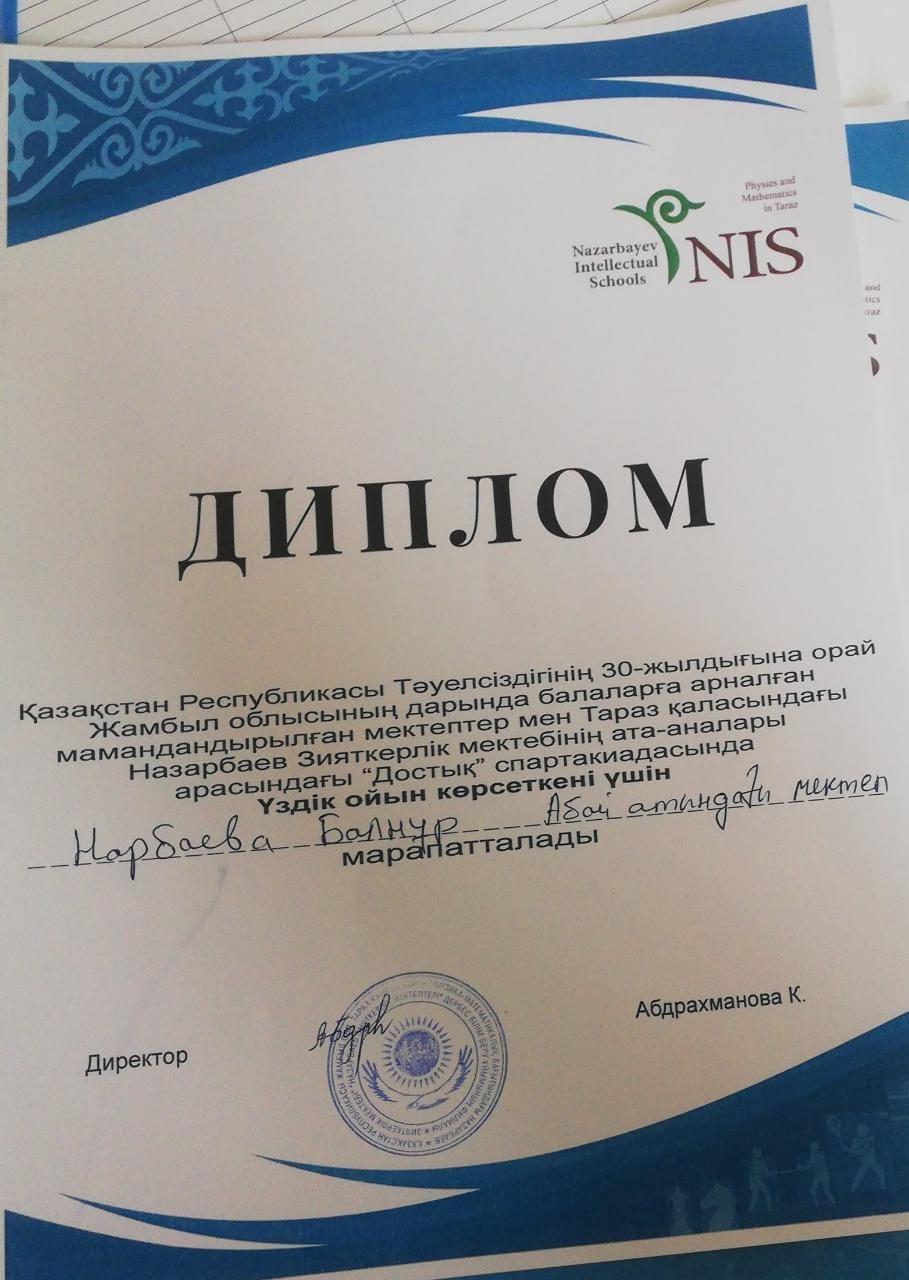 Physics and
Mathematics
in Taraz
Nazarbayev
Intellectual
Schools
NIS
ДИПЛОМ
Қазақстан Республикасы Тәуелсіздігінің 30-жылдығына орай
Жамбыл облысының дарында балаларға арналған
мамандандырылған мектептер мен Тараз қаласындағы
Назарбаев Зияткерлік мектебінің ата-аналары
арасындағы “Достық” спартакиадасында
Үздік ойын көрсеткені үшін
Нарбаева Балнұр Абай атындағы мектеп
марапатталады
Директор
Абдрахманова К.